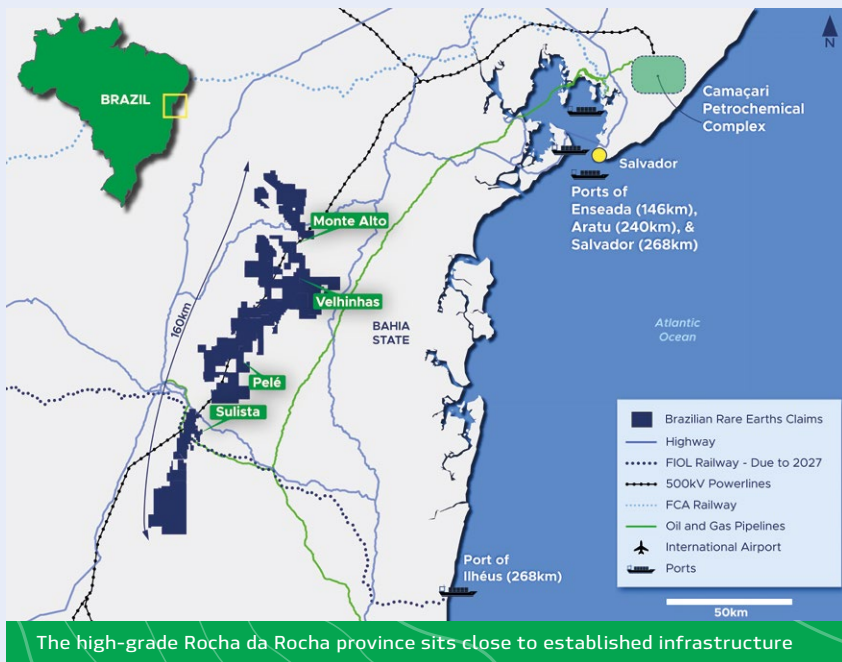 BRAZIL
N
Camaçari
Petrochemical
Complex
Salvador
Ports of
Enseada (146km),
Aratu (240km), &
Salvador (268km)
Monte Alto
Velhinhas
160km
BAHIA
STATE
Atlantic
Ocean
Pelé
Sulista
Brazilian Rare Earths Claims
Highway
FIOL Railway - Due to 2027
500kV Powerlines
FCA Railway
Oil and Gas Pipelines
International Airport
Ports
Port of
Ilhéus (268km)
50km
The high-grade Rocha da Rocha province sits close to established infrastructure